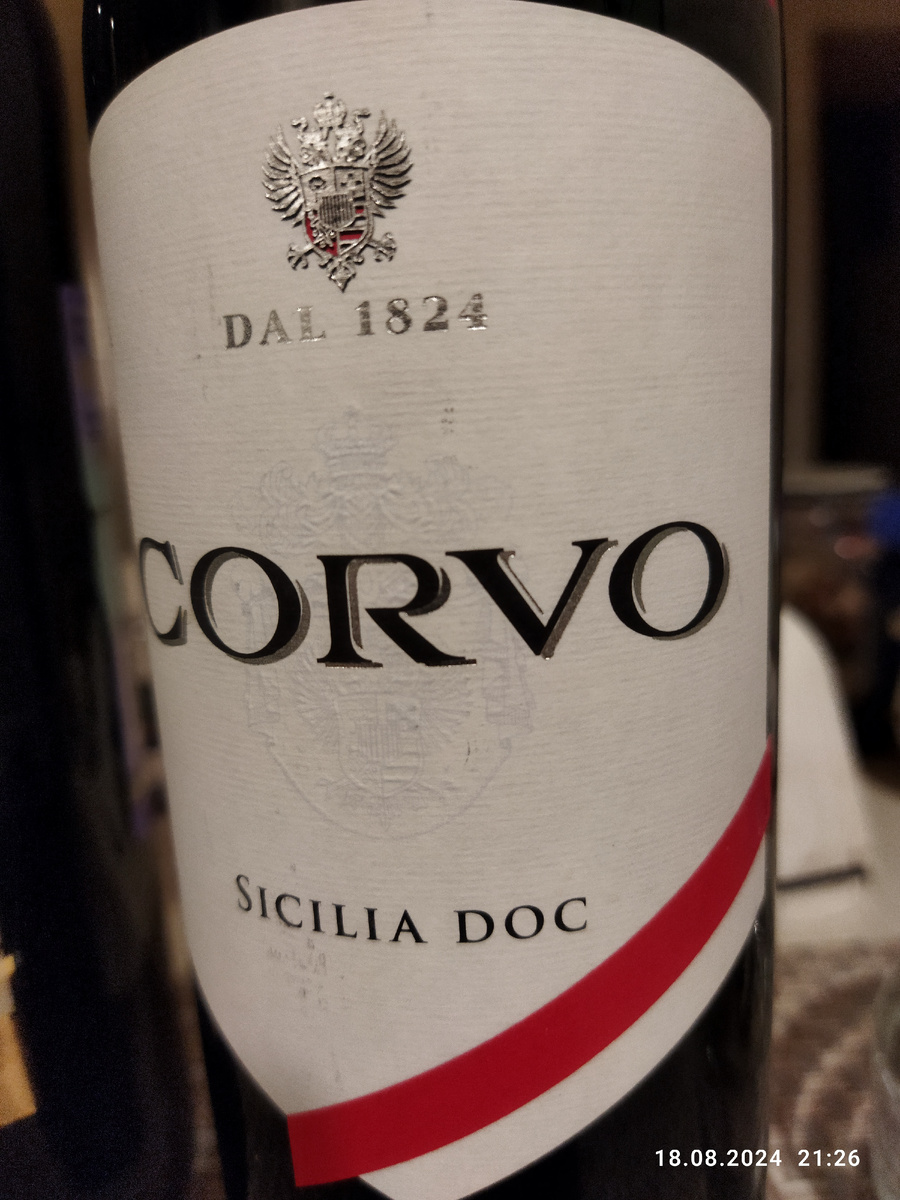 DAL 1824
CORVO
SICILIA DOC
18.08.2024 21:26